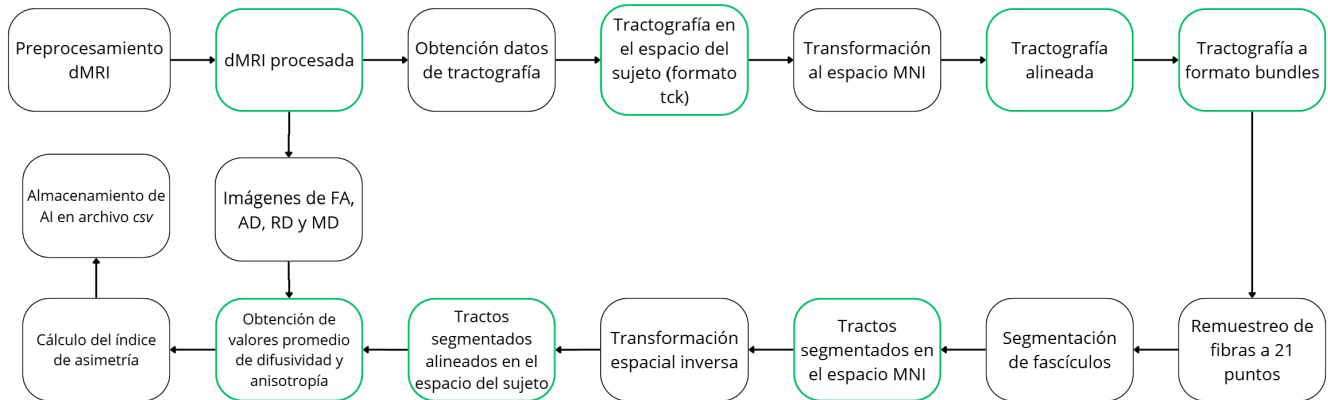 Preprocesamiento
dMRI
dMRI procesada
Obtención datos
de tractografía
Tractografía en
el espacio del
sujeto (formato
tck)
Transformación
al espacio MNI
Tractografía
alineada
Tractografía a
formato bundles
Almacenamiento de
AI en archivo csv
Imágenes de FA,
AD, RD y MD
Cálculo del índice
de asimetría
Obtención de
valores promedio
de difusividad y
anisotropía
Tractos
segmentados
alineados en el
espacio del sujeto
Transformación
espacial inversa
Tractos
segmentados en
el espacio MNI
Segmentación
de fascículos
Remuestreo de
fibras a 21
puntos